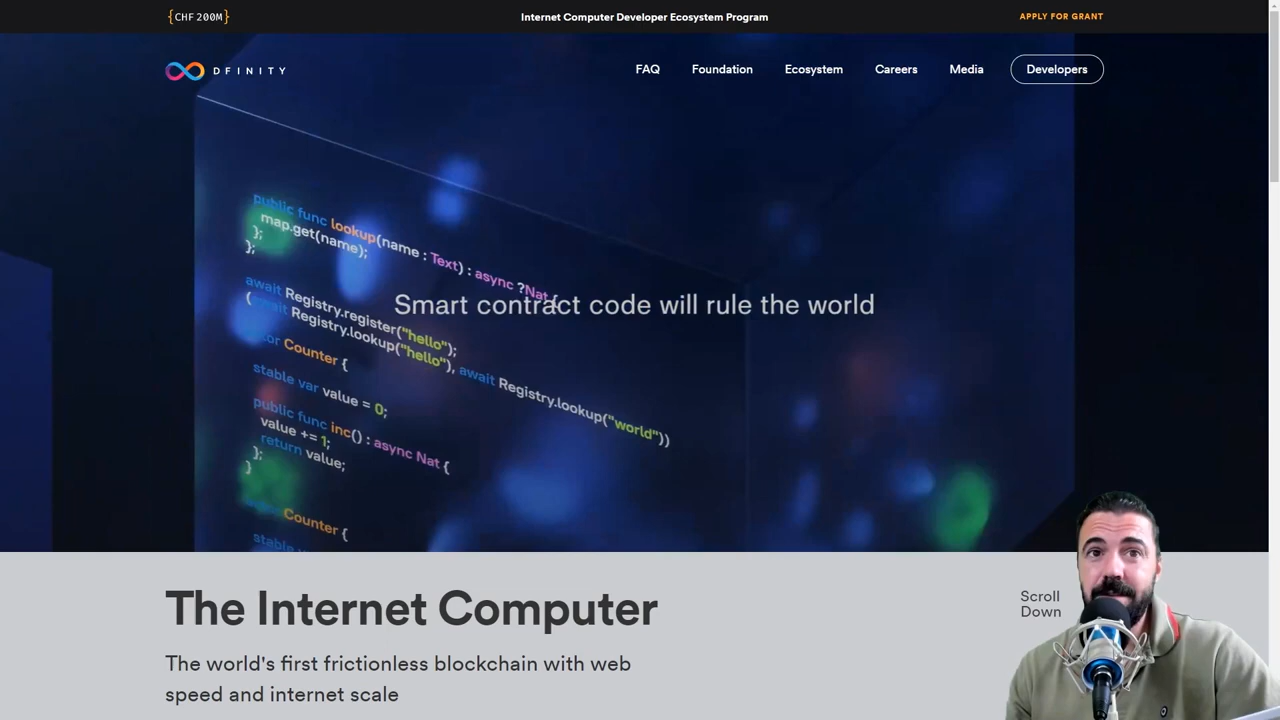 {CHF 200M}
Internet Computer Developer Ecosystem Program
APPLY FOR GRANT
DFINITY
FAQ
Foundation
Ecosystem
Careers
Media
Developers
public func lookup(name : Text) : async ?Nat {
map.get(name);
};
};
await Registry.register("hello");
(await Registry.lookup("hello"), await Registry.lookup("world"))
Smart contract code will rule the world
Counter {
stable var value = 0;
public func inc() : async Nat {
value += 1;
return value;
};
}
Counter {
stable
The Internet Computer
Scroll
Down
The world's first frictionless blockchain with web
speed and internet scale